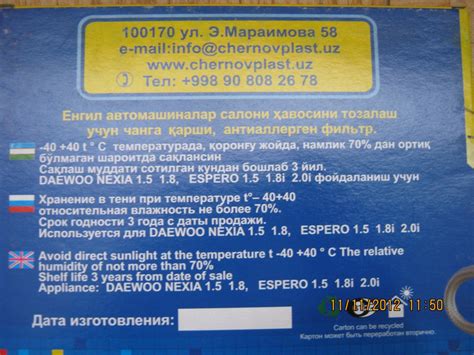 100170 ул. Э.Мараимова 58
e-mail:info@chernovplast.uz
www.chernovplast.uz
Тел: +998 90 808 26 78
Енгил автомашиналар салони ҳавосини тозалаш
учун чанга қарши, антиаллерген фильтр.
-40 +40 t ° C температурада, қоронғу жойда, намлик 70% дан ортиқ
бўлмаган шароитда сақлансин
Сақлаш муддати сотилган кундан бошлаб 3 йил.
DAEWOO NEXIA 1.5 1.8, ESPERO 1.5 1.8i 2.0i фойдаланиш учун
Хранение в тени при температуре t°– 40+40
относительная влажность не более 70%.
Срок годности 3 года с даты продажи.
Используется для DAEWOO NEXIA 1.5 1.8, ESPERO 1.5 1.8i 2.0i
Avoid direct sunlight at the temperature t -40 +40 ° C The relative
humidity of not more than 70%
Shelf life 3 years from date of sale
Appliance: DAEWOO NEXIA 1.5 1.8, ESPERO 1.5 1.8i 2.0i
11/11/2012 11:50
Дата изготовления:
Carton can be recycled
Картон может быть переработан